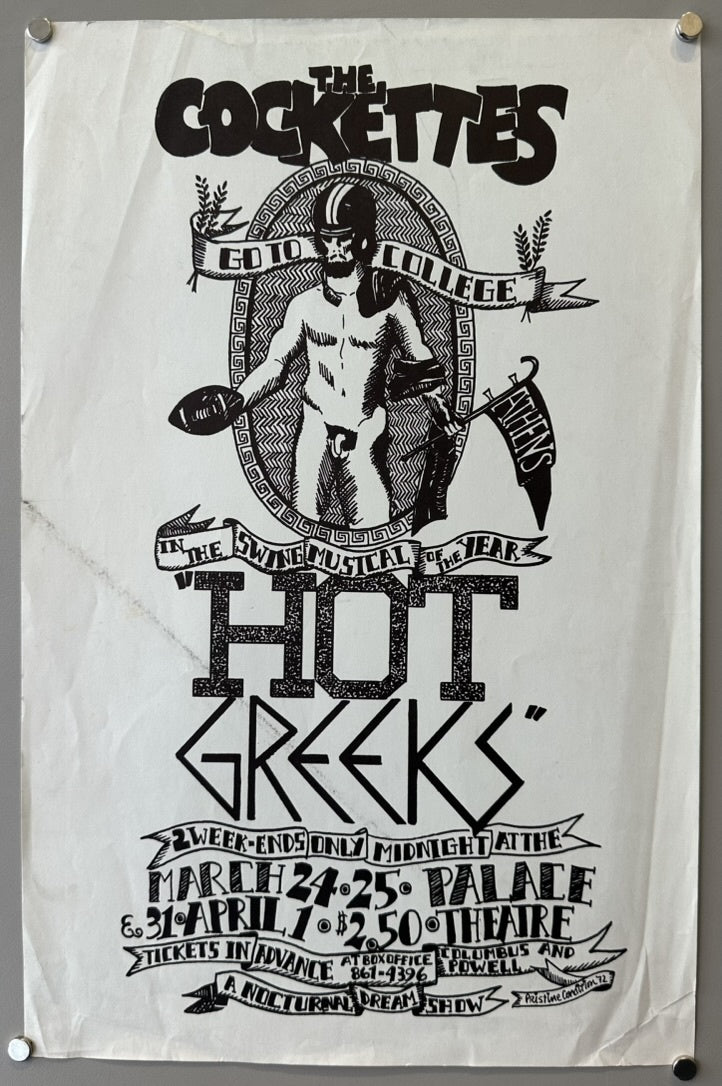 THE
COCKETTES
GO TO COLLEGE
ATHENS
IN THE SWING MUSICAL OF THE YEAR
"HOT
GREEKS"
2 WEEK-ENDS ONLY MIDNIGHT AT THE
MARCH 24•25• PALACE
& 31•APRIL 1•$2.50•THEATRE
TICKETS IN ADVANCE AT BOX OFFICE 861-4396 COLUMBUS AND POWELL
A NOCTURNAL DREAM SHOW
Pristine Condition '72